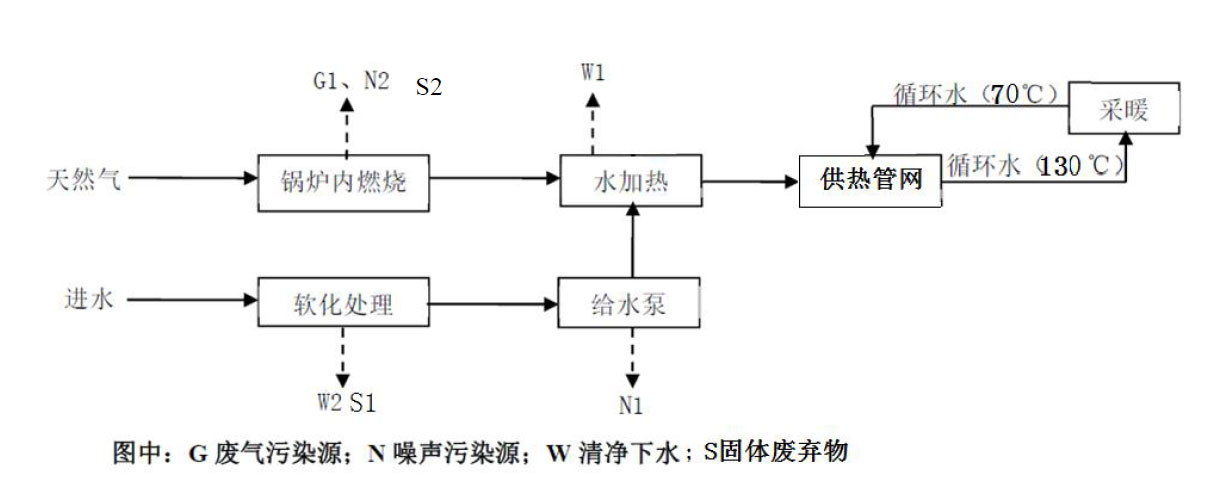 G1、N2 S2
W1
循环水（70℃）
采暖
天然气
锅炉内燃烧
水加热
供热管网
循环水（130℃）
进水
软化处理
给水泵
W2 S1
N1
图中：G 废气污染源；N 噪声污染源；W 清净下水；S固体废弃物